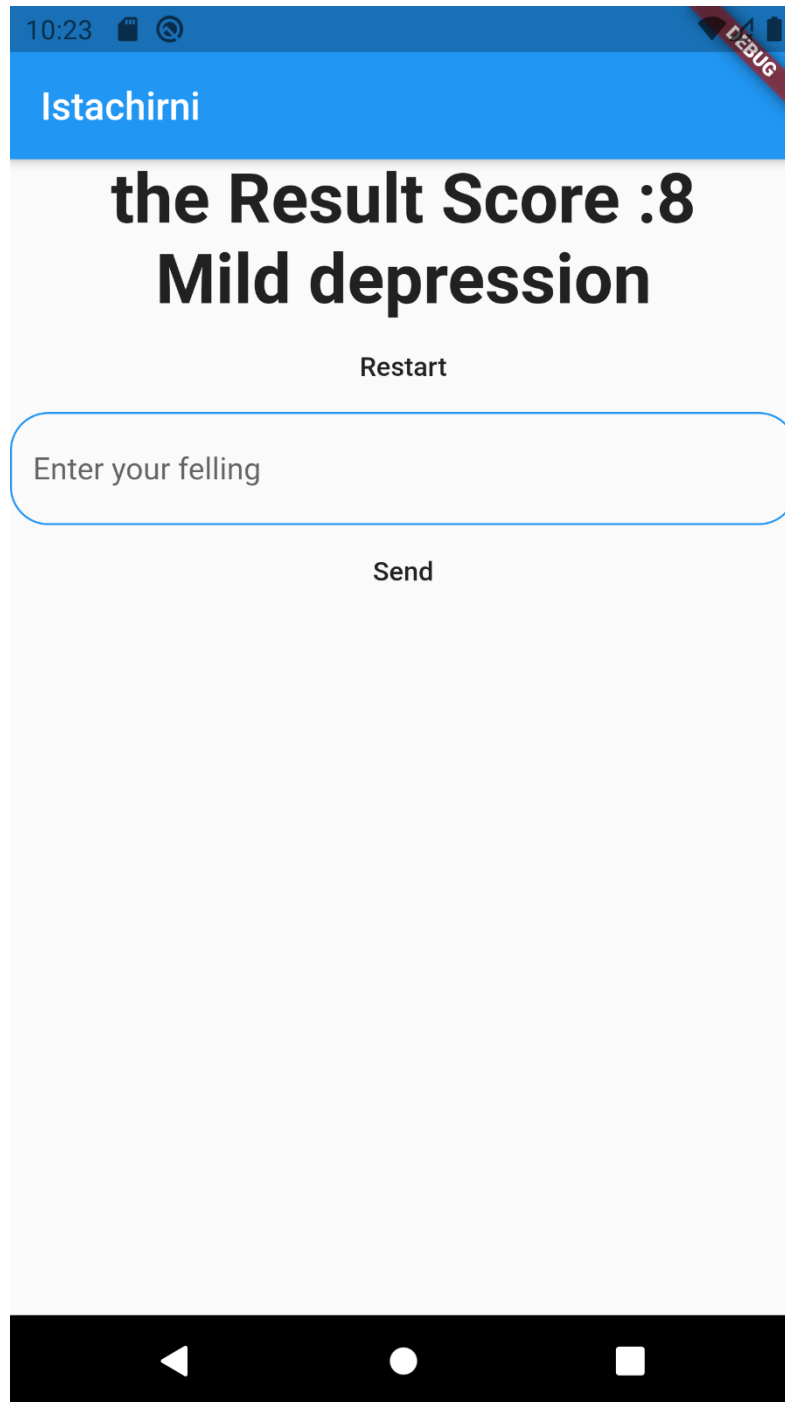 10:23
DEBUG
Istachirni
the Result Score :8
Mild depression
Restart
Enter your felling
Send